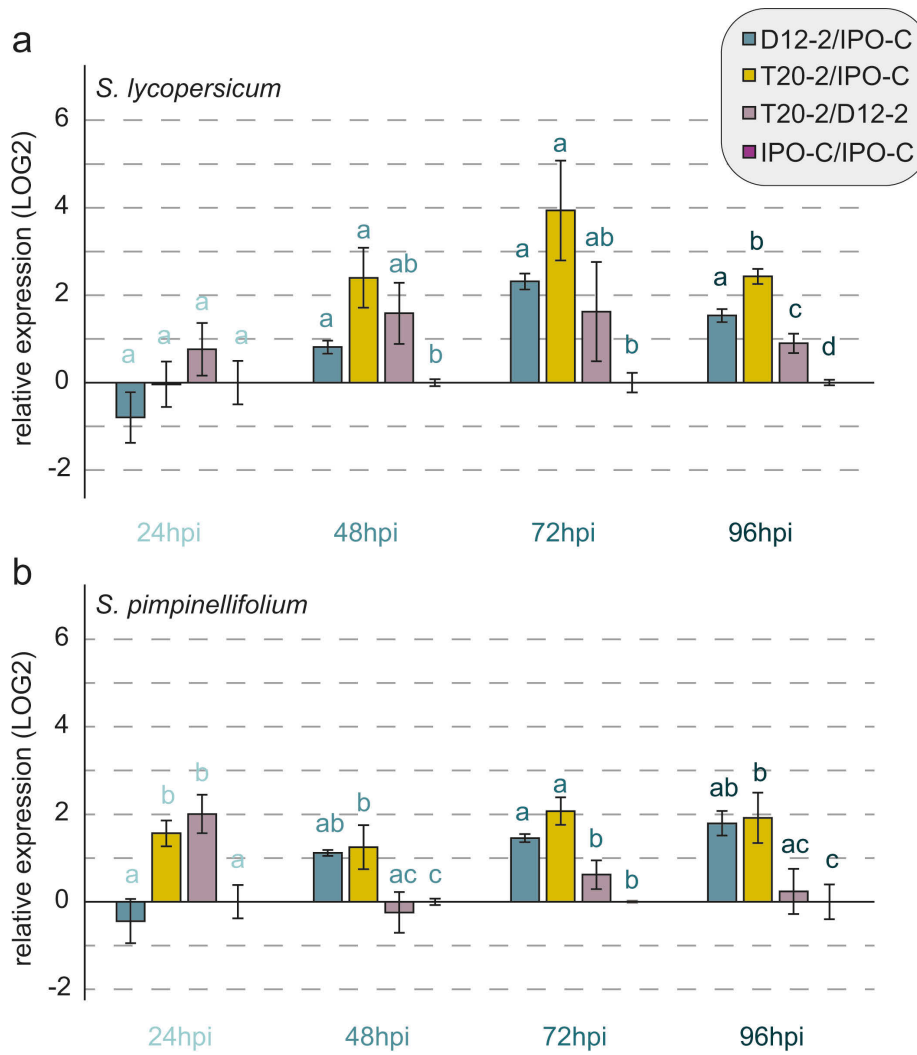 a
D12-2/IPO-C
T20-2/IPO-C
T20-2/D12-2
IPO-C/IPO-C
S. lycopersicum
relative expression (LOG2)
6
4
2
0
-2
a a a a
a a ab b
a a ab b
a b c d
24hpi 48hpi 72hpi 96hpi
b
S. pimpinellifolium
relative expression (LOG2)
6
4
2
0
-2
a b b a
ab b ac c
a a b b
ab b ac c
24hpi 48hpi 72hpi 96hpi